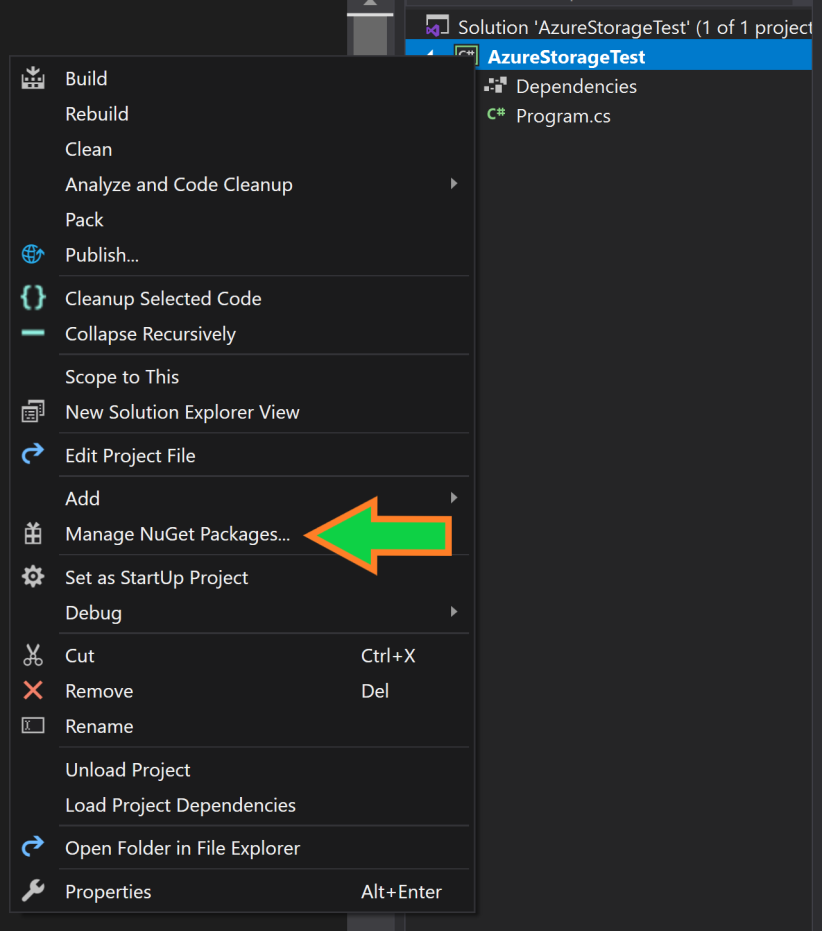 Solution 'AzureStorageTest' (1 of 1 project
C# AzureStorageTest
Dependencies
C# Program.cs
Build
Rebuild
Clean
Analyze and Code Cleanup
Pack
Publish...
{} Cleanup Selected Code
Collapse Recursively
Scope to This
New Solution Explorer View
Edit Project File
Add
Manage NuGet Packages...
Set as StartUp Project
Debug
Cut Ctrl+X
Remove Del
Rename
Unload Project
Load Project Dependencies
Open Folder in File Explorer
Properties Alt+Enter